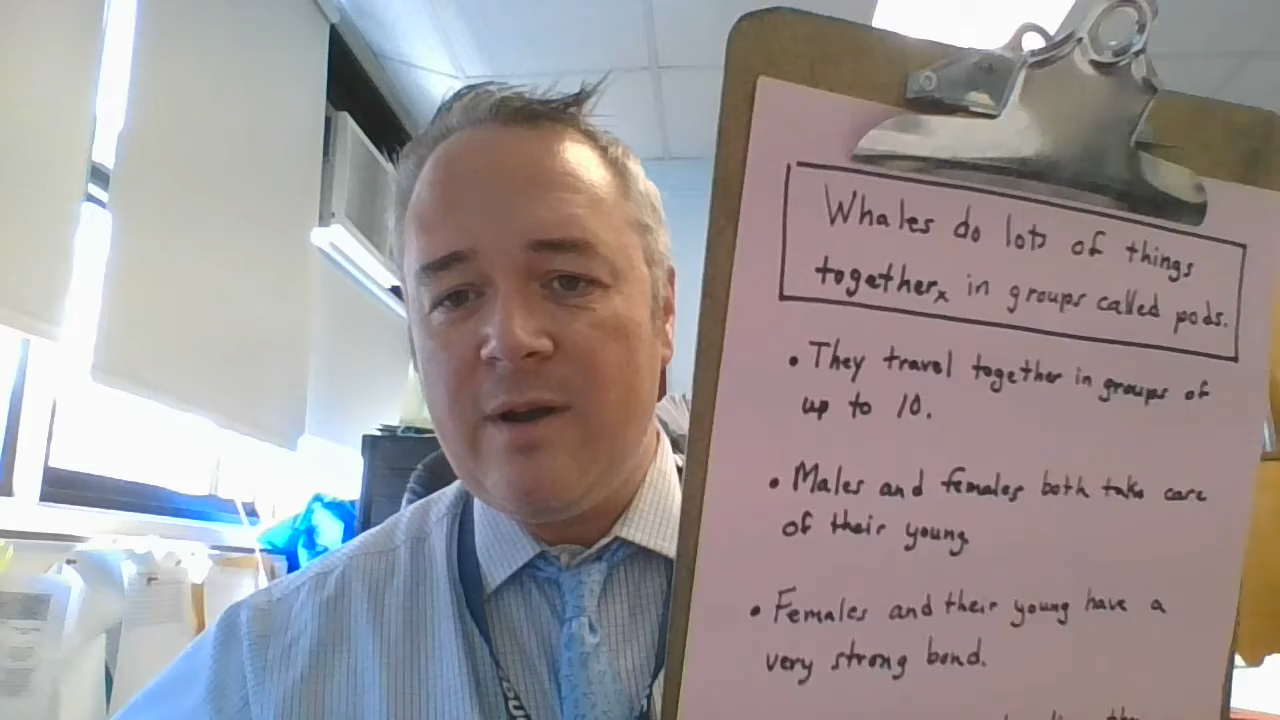 Whales do lots of things
together, in groups called pods.
• They travel together in groups of
up to 10.
• Males and females both take care
of their young.
• Females and their young have a
very strong bond.